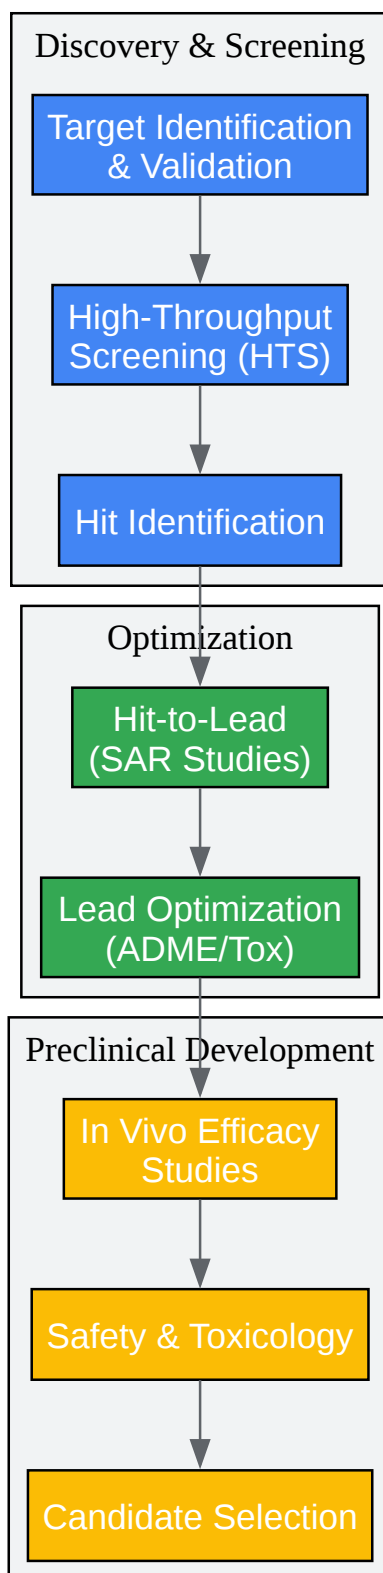 Discovery & Screening
Target Identification
& Validation
High-Throughput
Screening (HTS)
Hit Identification
Optimization
Hit-to-Lead
(SAR Studies)
Lead Optimization
(ADME/Tox)
Preclinical Development
In Vivo Efficacy
Studies
Safety & Toxicology
Candidate Selection